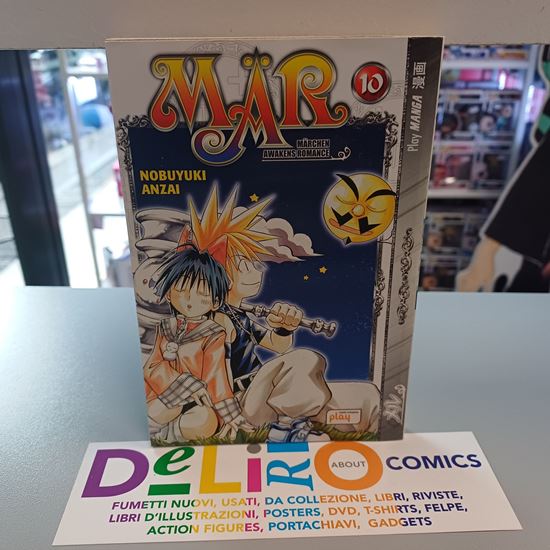 MÄR
10
MÄRCHEN
AWAKENS ROMANCE
NOBUYUKI
ANZAI
Play MANGA 漫画
play
DeLiRiO ABOUT COMICS
FUMETTI NUOVI, USATI, DA COLLEZIONE, LIBRI, RIVISTE,
LIBRI D'ILLUSTRAZIONI, POSTERS, DVD, T-SHIRTS, FELPE,
ACTION FIGURES, PORTACHIAVI, GADGETS